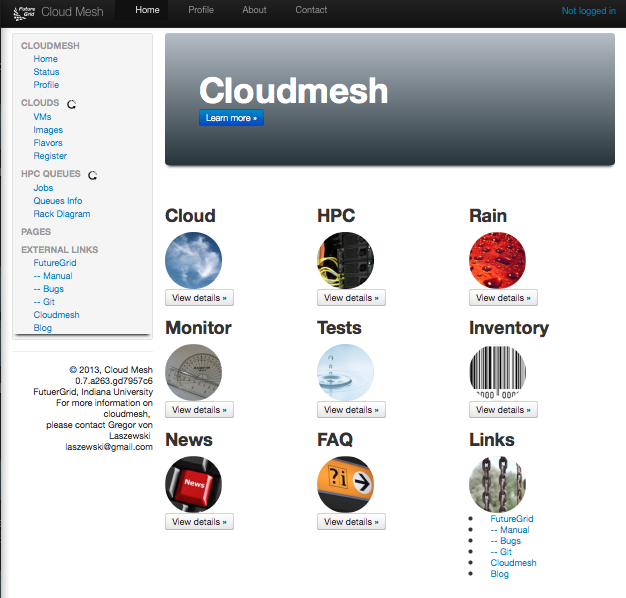 Future Grid Cloud Mesh Home Profile About Contact Not logged in
CLOUDMESH
Home
Status
Profile
CLOUDS
VMs
Images
Flavors
Register
HPC QUEUES
Jobs
Queues Info
Rack Diagram
PAGES
EXTERNAL LINKS
FutureGrid
-- Manual
-- Bugs
-- Git
Cloudmesh
Blog
© 2013, Cloud Mesh
0.7.a263.gd7957c6
FutuerGrid, Indiana University
For more information on
cloudmesh,
please contact Gregor von
Laszewski
laszewski@gmail.com
Cloudmesh
Learn more »
Cloud HPC Rain
View details » View details » View details »
Monitor Tests Inventory
View details » View details » View details »
News FAQ Links
News
?i
View details » View details »
FutureGrid
-- Manual
-- Bugs
-- Git
Cloudmesh
Blog